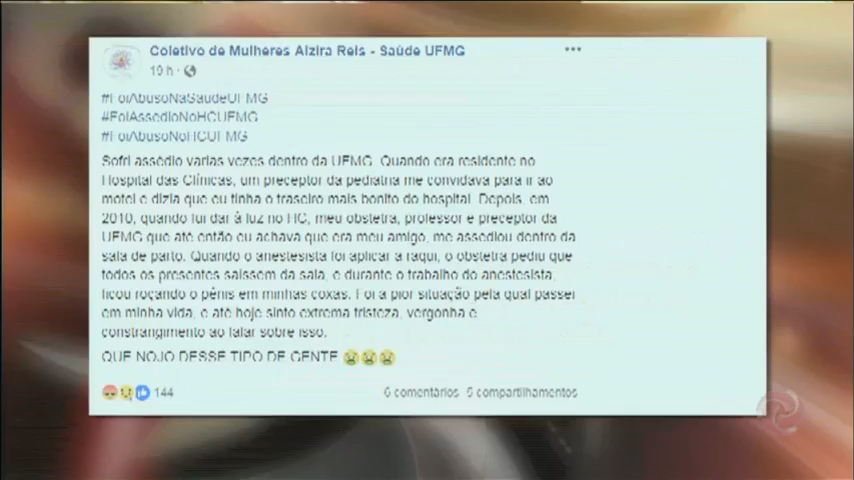 Coletivo de Mulheres Alzira Reis - Saúde UFMG
19 h ·
#FoiAbusoNaSaudeUFMG
#FoiAssedioNoHCUFMG
#FoiAbusoNoHCUFMG
Sofri assédio varias vezes dentro da UFMG. Quando era residente no
Hospital das Clínicas, um preceptor da pediatria me convidava para ir ao
motel e dizia que eu tinha o traseiro mais bonito do hospital. Depois, em
2010, quando fui dar à luz no HC, meu obstetra, professor e preceptor da
UFMG que até então eu achava que era meu amigo, me assediou dentro da
sala de parto. Quando o anestesista foi aplicar a raqui, o obstetra pediu que
todos os presentes saissem da sala, e durante o trabalho do anestesista,
ficou roçando o pênis em minhas coxas. Foi a pior situação pela qual passei
em minha vida, e até hoje sinto extrema tristeza, vergonha e
constrangimento ao falar sobre isso.
QUE NOJO DESSE TIPO DE GENTE 😭😭😭
144 6 comentários 5 compartilhamentos